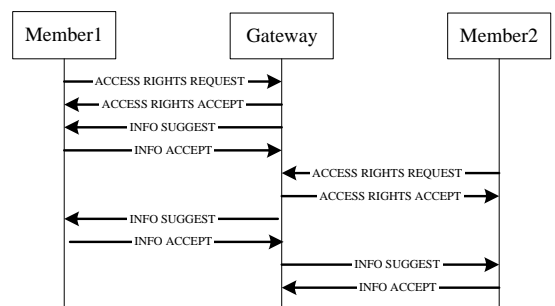 Member1 Gateway Member2
ACCESS RIGHTS REQUEST
ACCESS RIGHTS ACCEPT
INFO SUGGEST
INFO ACCEPT
ACCESS RIGHTS REQUEST
ACCESS RIGHTS ACCEPT
INFO SUGGEST
INFO ACCEPT
INFO SUGGEST
INFO ACCEPT